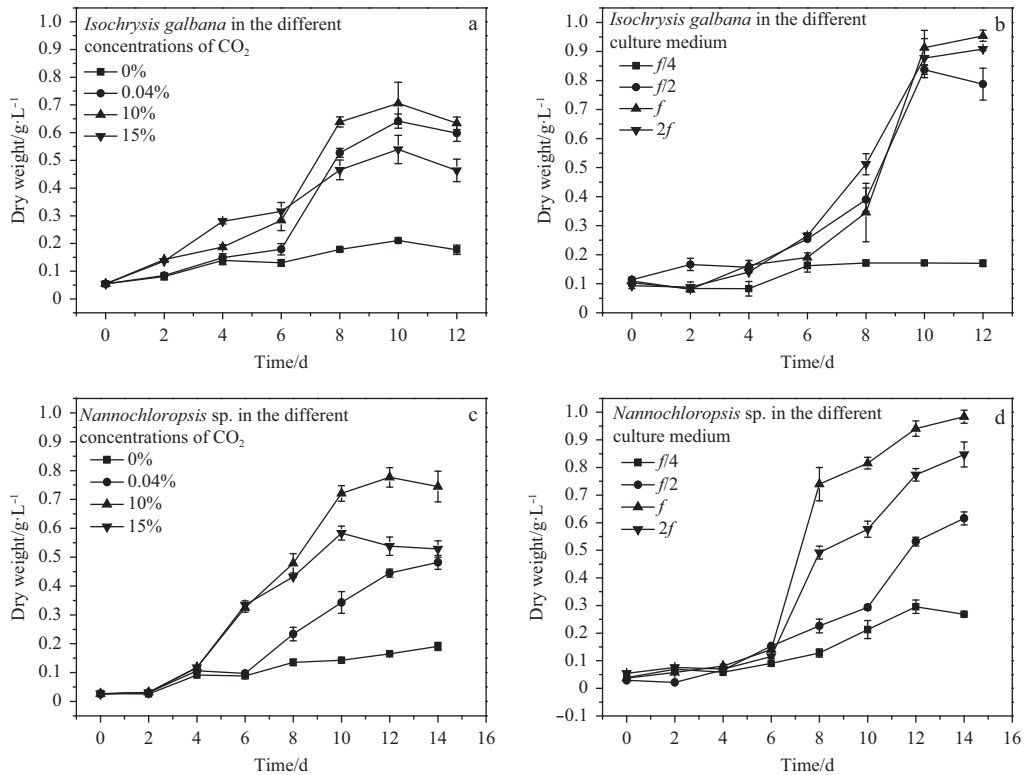 Isochrysis galbana in the different
concentrations of CO₂
a
0%
0.04%
10%
15%
1.0
0.9
0.8
0.7
0.6
0.5
0.4
0.3
0.2
0.1
0
Dry weight/g·L⁻¹
0 2 4 6 8 10 12
Time/d
Isochrysis galbana in the different
culture medium
b
f/4
f/2
f
2f
1.0
0.9
0.8
0.7
0.6
0.5
0.4
0.3
0.2
0.1
0
Dry weight/g·L⁻¹
0 2 4 6 8 10 12
Time/d
Nannochloropsis sp. in the different
concentrations of CO₂
c
0%
0.04%
10%
15%
1.0
0.9
0.8
0.7
0.6
0.5
0.4
0.3
0.2
0.1
0
Dry weight/g·L⁻¹
0 2 4 6 8 10 12 14 16
Time/d
Nannochloropsis sp. in the different
culture medium
d
f/4
f/2
f
2f
1.0
0.9
0.8
0.7
0.6
0.5
0.4
0.3
0.2
0.1
0
−0.1
Dry weight/g·L⁻¹
0 2 4 6 8 10 12 14 16
Time/d